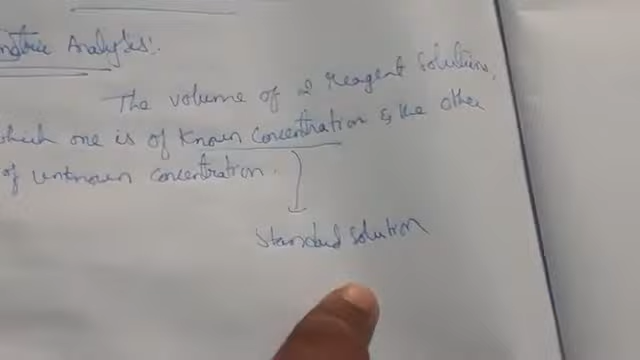 Analysis:
The volume of 2 reagent solutions,
which one is of known concentration & the other
of unknown concentration.
Standard solution